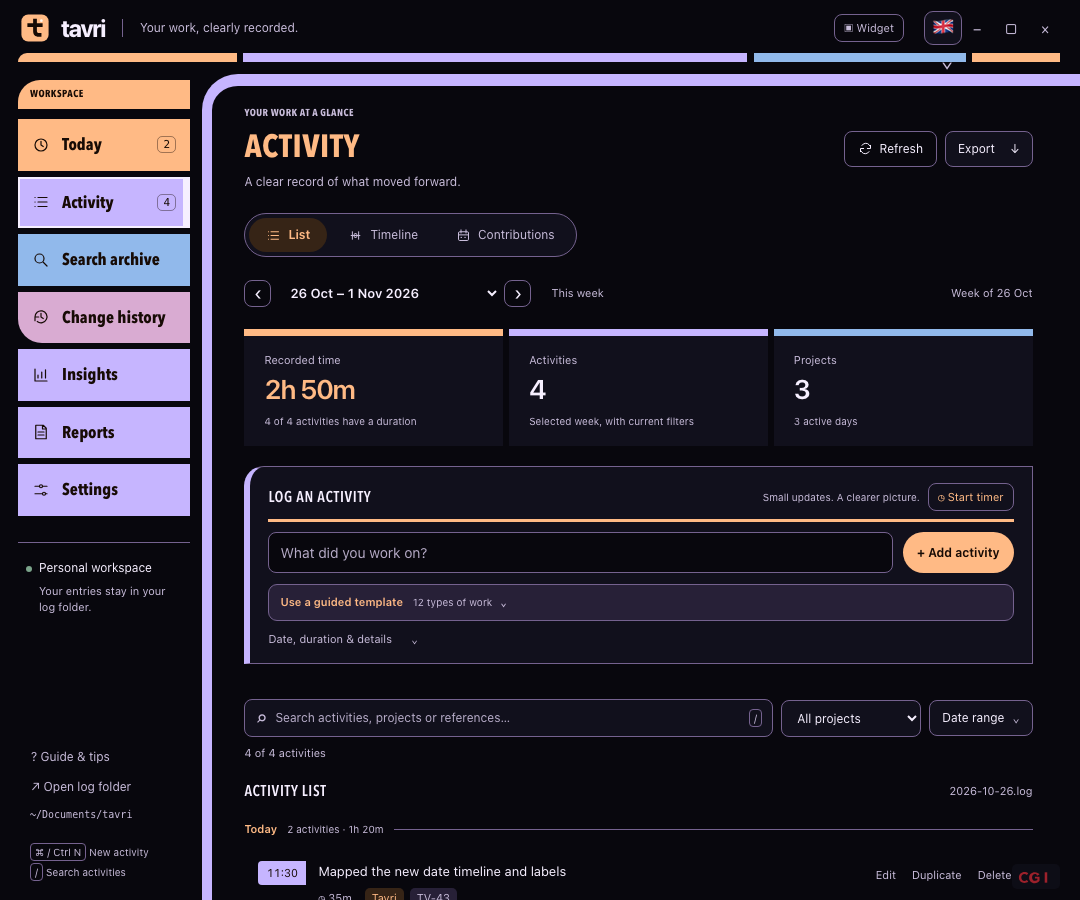 tavri
Your work, clearly recorded.
Widget
WORKSPACE
Today 2
Activity 4
Search archive
Change history
Insights
Reports
Settings
Personal workspace
Your entries stay in your
log folder.
? Guide & tips
↗ Open log folder
~/Documents/tavri
⌘ / Ctrl N New activity
/ Search activities
YOUR WORK AT A GLANCE
ACTIVITY
A clear record of what moved forward.
Refresh
Export ↓
List
Timeline
Contributions
26 Oct – 1 Nov 2026
This week
Week of 26 Oct
Recorded time
2h 50m
4 of 4 activities have a duration
Activities
4
Selected week, with current filters
Projects
3
3 active days
LOG AN ACTIVITY
Small updates. A clearer picture.
Start timer
What did you work on?
+ Add activity
Use a guided template 12 types of work
Date, duration & details
Search activities, projects or references... /
All projects
Date range
4 of 4 activities
ACTIVITY LIST
2026-10-26.log
Today 2 activities · 1h 20m
11:30 Mapped the new date timeline and labels
Edit Duplicate Delete
CGI
35m Tavri TV-43